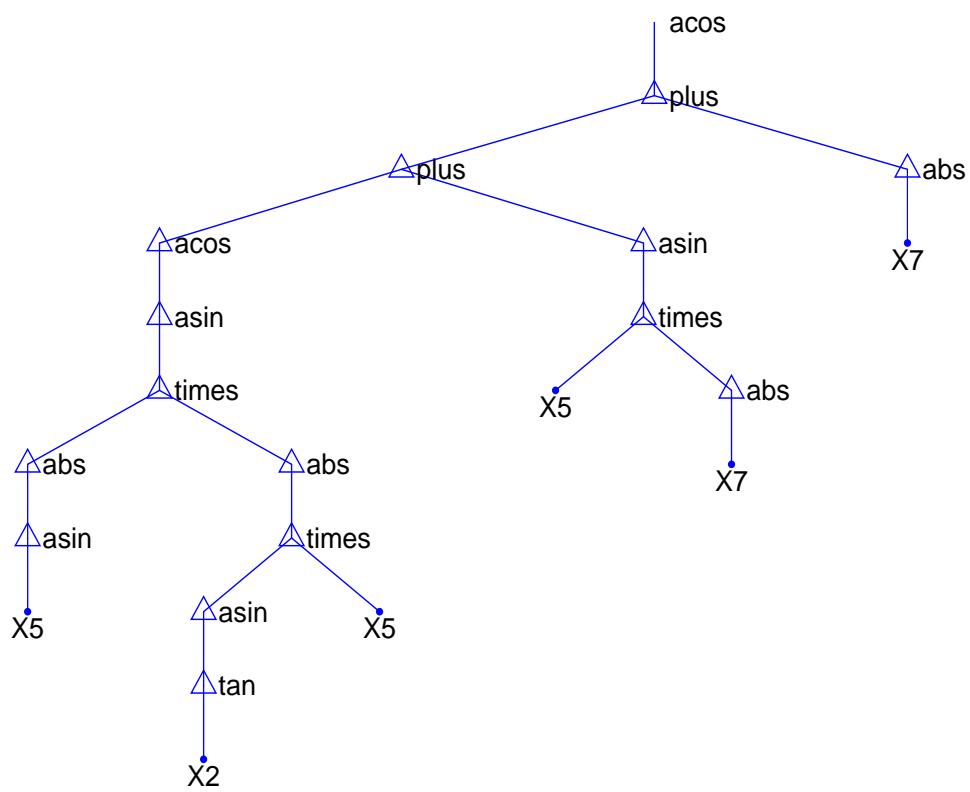 acos
plus
plus
abs
acos
asin
X7
asin
times
times
X5
abs
abs
abs
X7
asin
times
X5
asin
X5
tan
X2